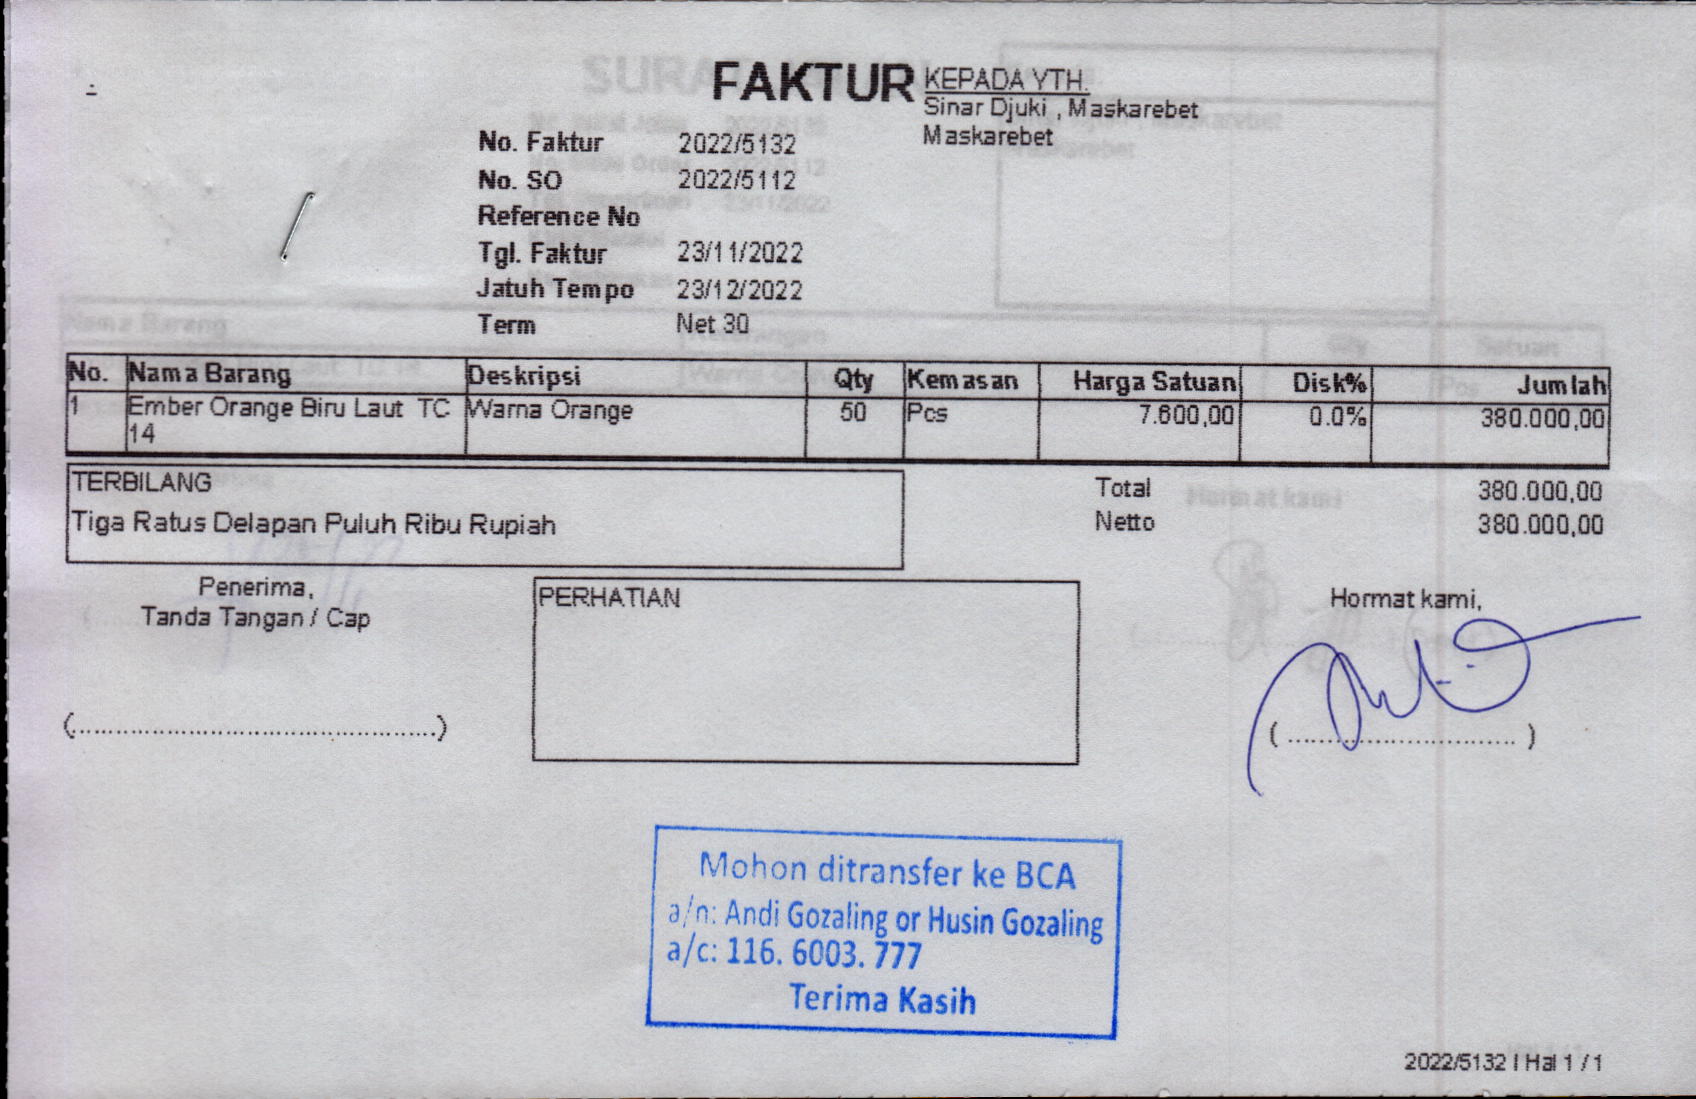 FAKTUR
KEPADA YTH.
Sinar Djuki , Maskarebet
Maskarebet
No. Faktur 2022/5132
No. SO 2022/5112
Reference No
Tgl. Faktur 23/11/2022
Jatuh Tempo 23/12/2022
Term Net 30
No. Nama Barang Deskripsi Qty Kemasan Harga Satuan Disk% Jumlah
1 Ember Orange Biru Laut TC Warna Orange 50 Pcs 7.600,00 0.0% 380.000,00
14
TERBILANG
Tiga Ratus Delapan Puluh Ribu Rupiah
Total 380.000,00
Netto 380.000,00
Penerima,
Tanda Tangan / Cap
(................................................)
PERHATIAN
Hormat kami,
( .............................. )
Mohon ditransfer ke BCA
a/n: Andi Gozaling or Husin Gozaling
a/c: 116. 6003. 777
Terima Kasih
2022/5132 | Hal 1 / 1